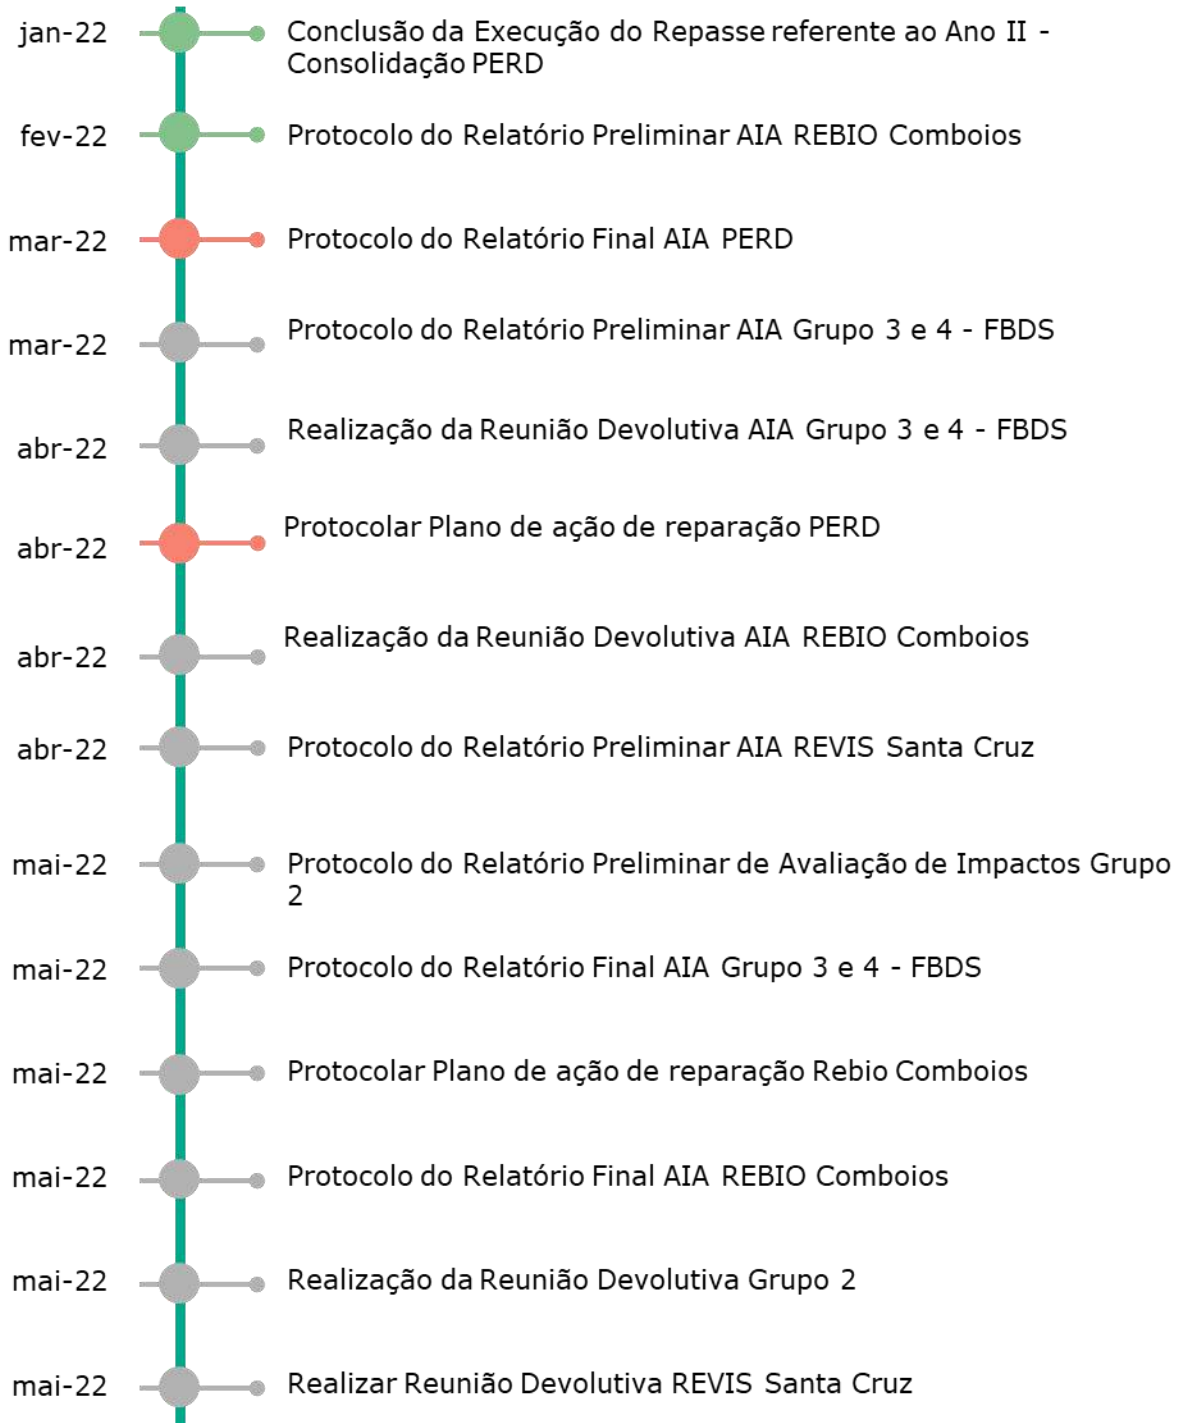 jan-22
Conclusão da Execução do Repasse referente ao Ano II -
Consolidação PERD
fev-22
Protocolo do Relatório Preliminar AIA REBIO Comboios
mar-22
Protocolo do Relatório Final AIA PERD
mar-22
Protocolo do Relatório Preliminar AIA Grupo 3 e 4 - FBDS
abr-22
Realização da Reunião Devolutiva AIA Grupo 3 e 4 - FBDS
abr-22
Protocolar Plano de ação de reparação PERD
abr-22
Realização da Reunião Devolutiva AIA REBIO Comboios
abr-22
Protocolo do Relatório Preliminar AIA REVIS Santa Cruz
mai-22
Protocolo do Relatório Preliminar de Avaliação de Impactos Grupo
2
mai-22
Protocolo do Relatório Final AIA Grupo 3 e 4 - FBDS
mai-22
Protocolar Plano de ação de reparação Rebio Comboios
mai-22
Protocolo do Relatório Final AIA REBIO Comboios
mai-22
Realização da Reunião Devolutiva Grupo 2
mai-22
Realizar Reunião Devolutiva REVIS Santa Cruz